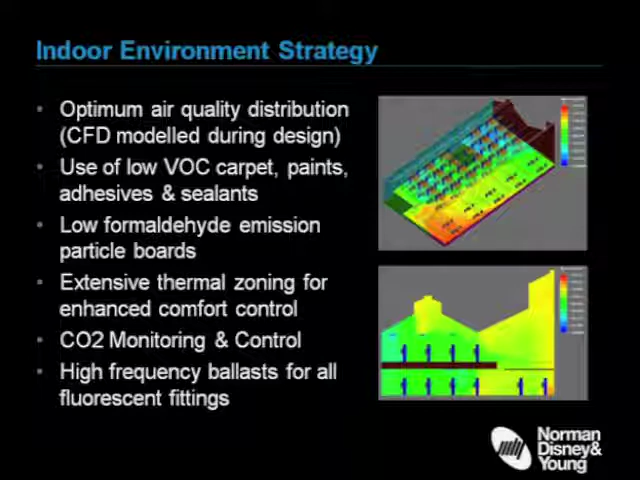 Indoor Environment Strategy
• Optimum air quality distribution
(CFD modelled during design)
• Use of low VOC carpet, paints,
adhesives & sealants
• Low formaldehyde emission
particle boards
• Extensive thermal zoning for
enhanced comfort control
• CO2 Monitoring & Control
• High frequency ballasts for all
fluorescent fittings
Norman
Disney&
Young